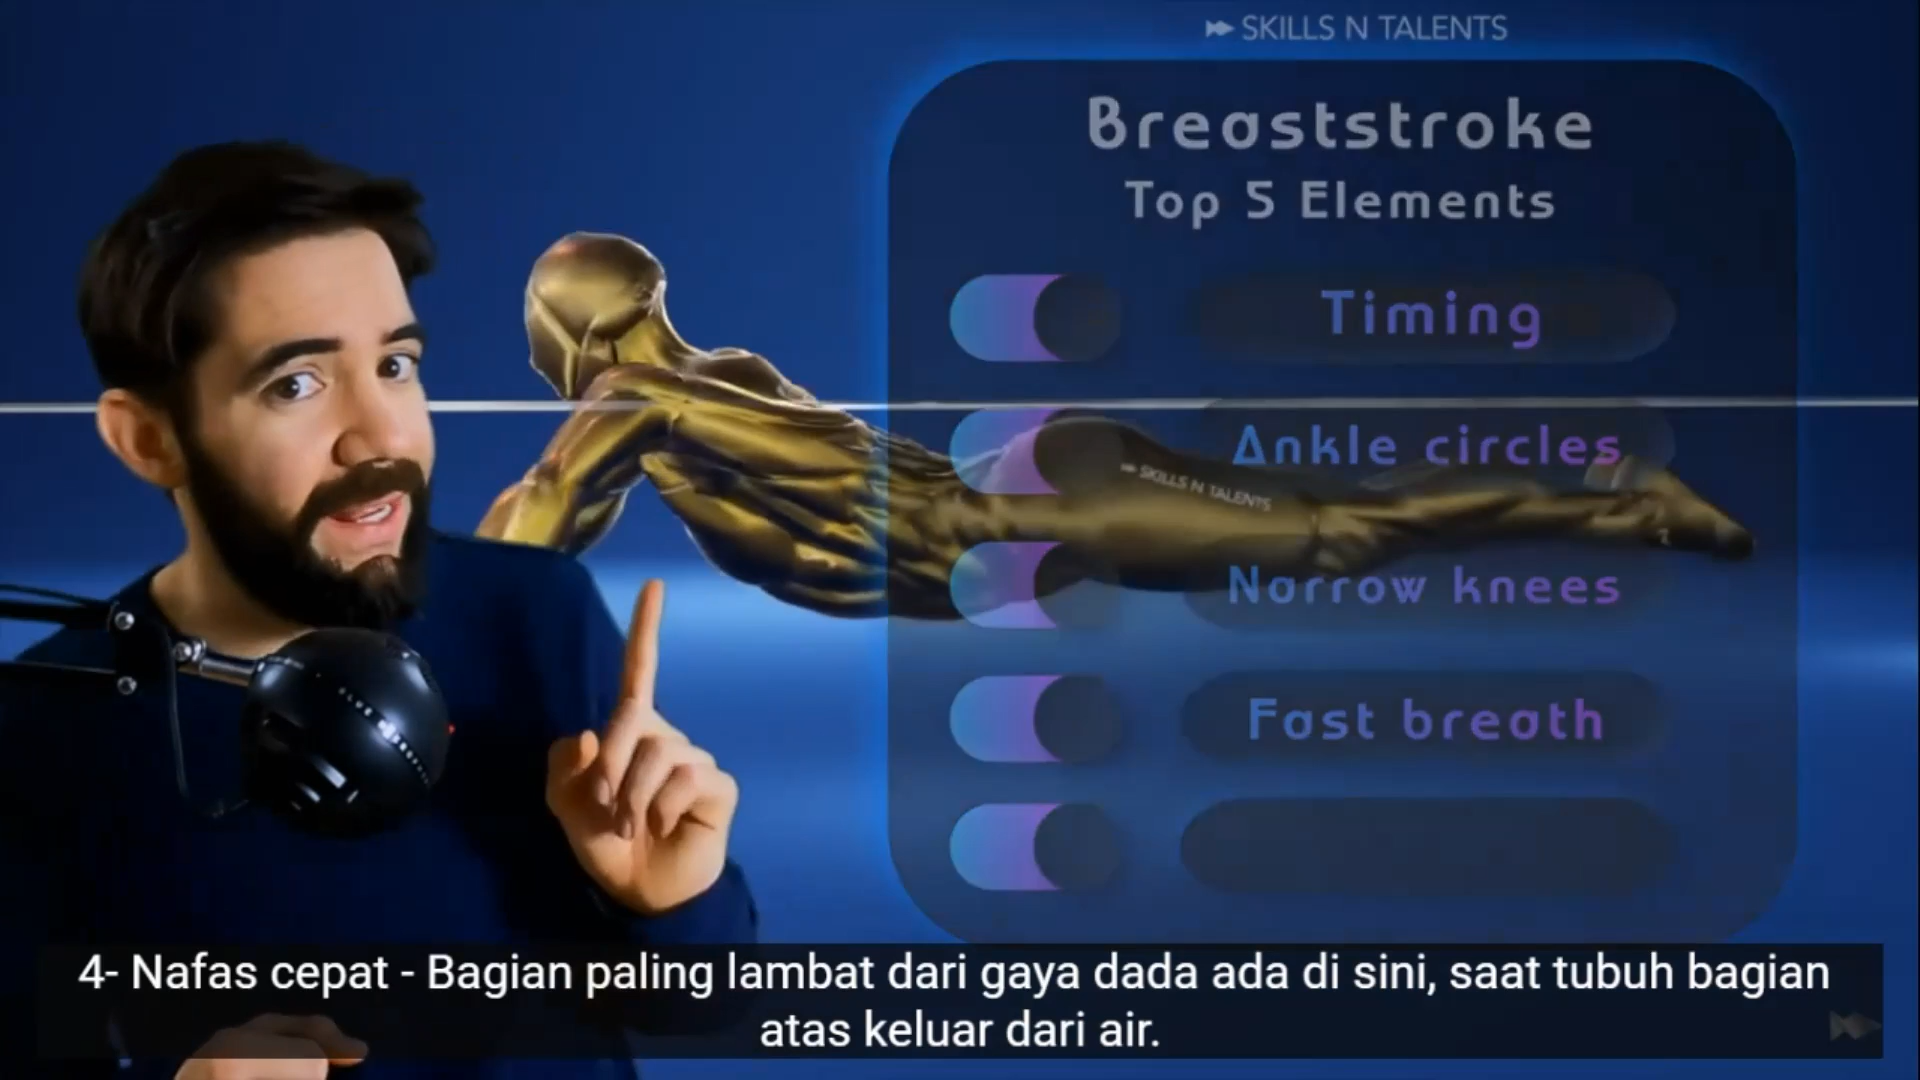 SKILLS N TALENTS
Breaststroke
Top 5 Elements
Timing
Ankle circles
SKILLS N TALENTS
Narrow knees
Fast breath
BLUE
4- Nafas cepat - Bagian paling lambat dari gaya dada ada di sini, saat tubuh bagian
atas keluar dari air.